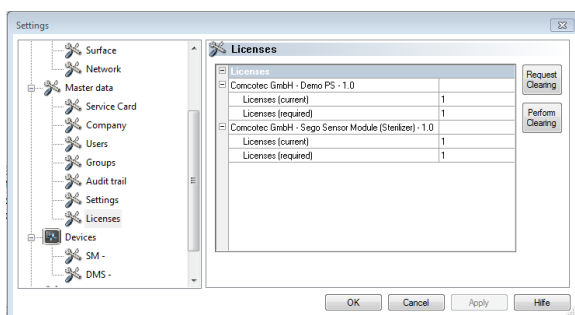 Settings
Surface
Network
Master data
Service Card
Company
Users
Groups
Audit trail
Settings
Licenses
Devices
SM -
DMS -
Licenses
Licenses
Comcotec GmbH - Demo PS - 1.0
Licenses (current) 1
Licenses (required) 1
Comcotec GmbH - Sego Sensor Module (Sterilizer) - 1.0
Licenses (current) 1
Licenses (required) 1
Request
Clearing
Perform
Clearing
OK Cancel Apply Hilfe